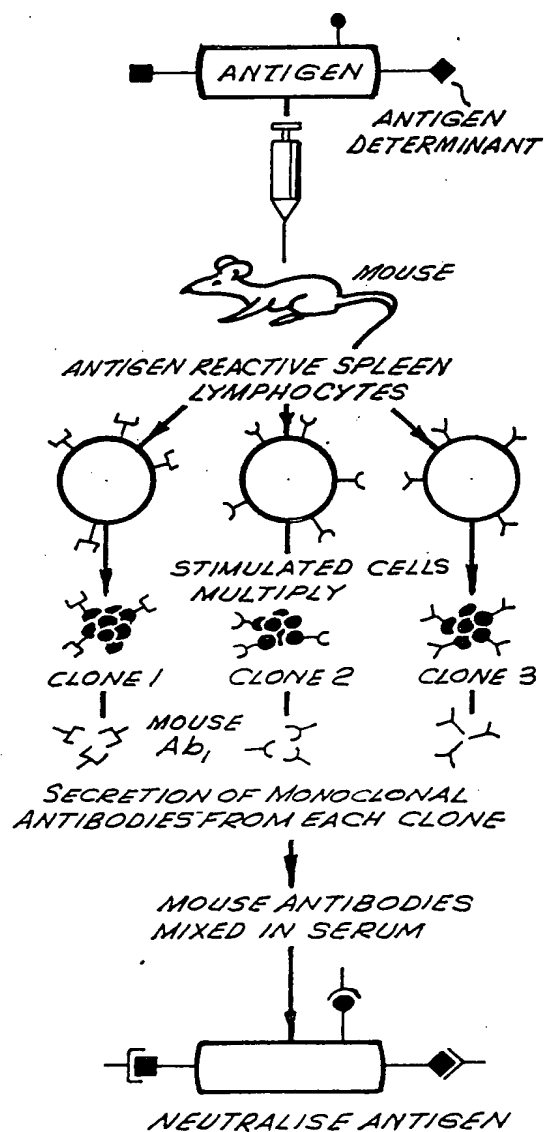 ANTIGEN
ANTIGEN
DETERMINANT
MOUSE
ANTIGEN REACTIVE SPLEEN
LYMPHOCYTES
STIMULATED CELLS
MULTIPLY
CLONE 1
CLONE 2
CLONE 3
MOUSE
Ab₁
SECRETION OF MONOCLONAL
ANTIBODIES FROM EACH CLONE
MOUSE ANTIBODIES
MIXED IN SERUM
NEUTRALISE ANTIGEN